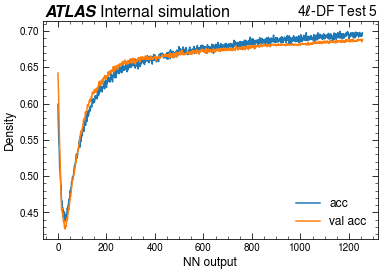 ATLAS Internal simulation
4ℓ-DF Test 5
Density
0.70
0.65
0.60
0.55
0.50
0.45
0 200 400 600 800 1000 1200
NN output
acc
val acc